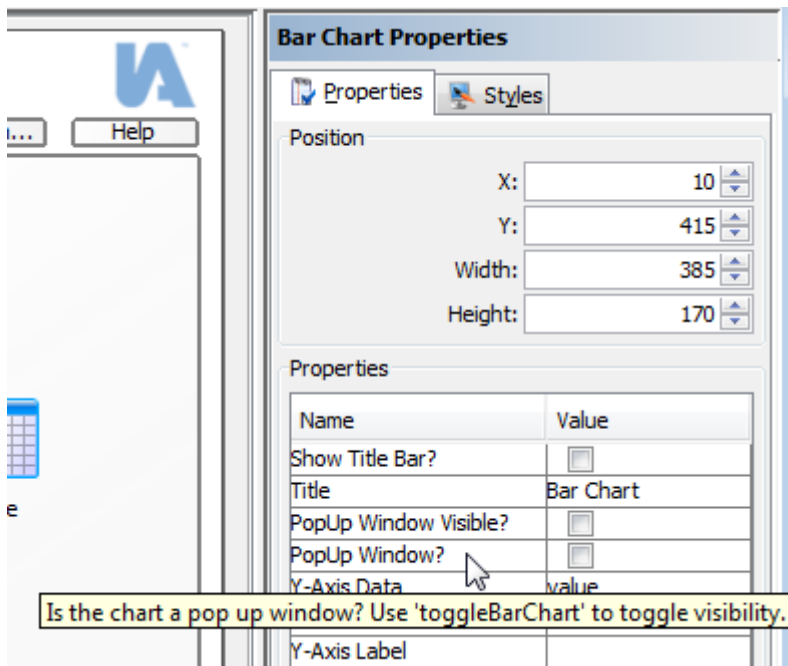 Bar Chart Properties
Properties
Styles
...
Help
Position
X: 10
Y: 415
Width: 385
Height: 170
Properties
Name Value
Show Title Bar?
Title Bar Chart
PopUp Window Visible?
PopUp Window?
Y-Axis Data value
e
Is the chart a pop up window? Use 'toggleBarChart' to toggle visibility.
Y-Axis Label